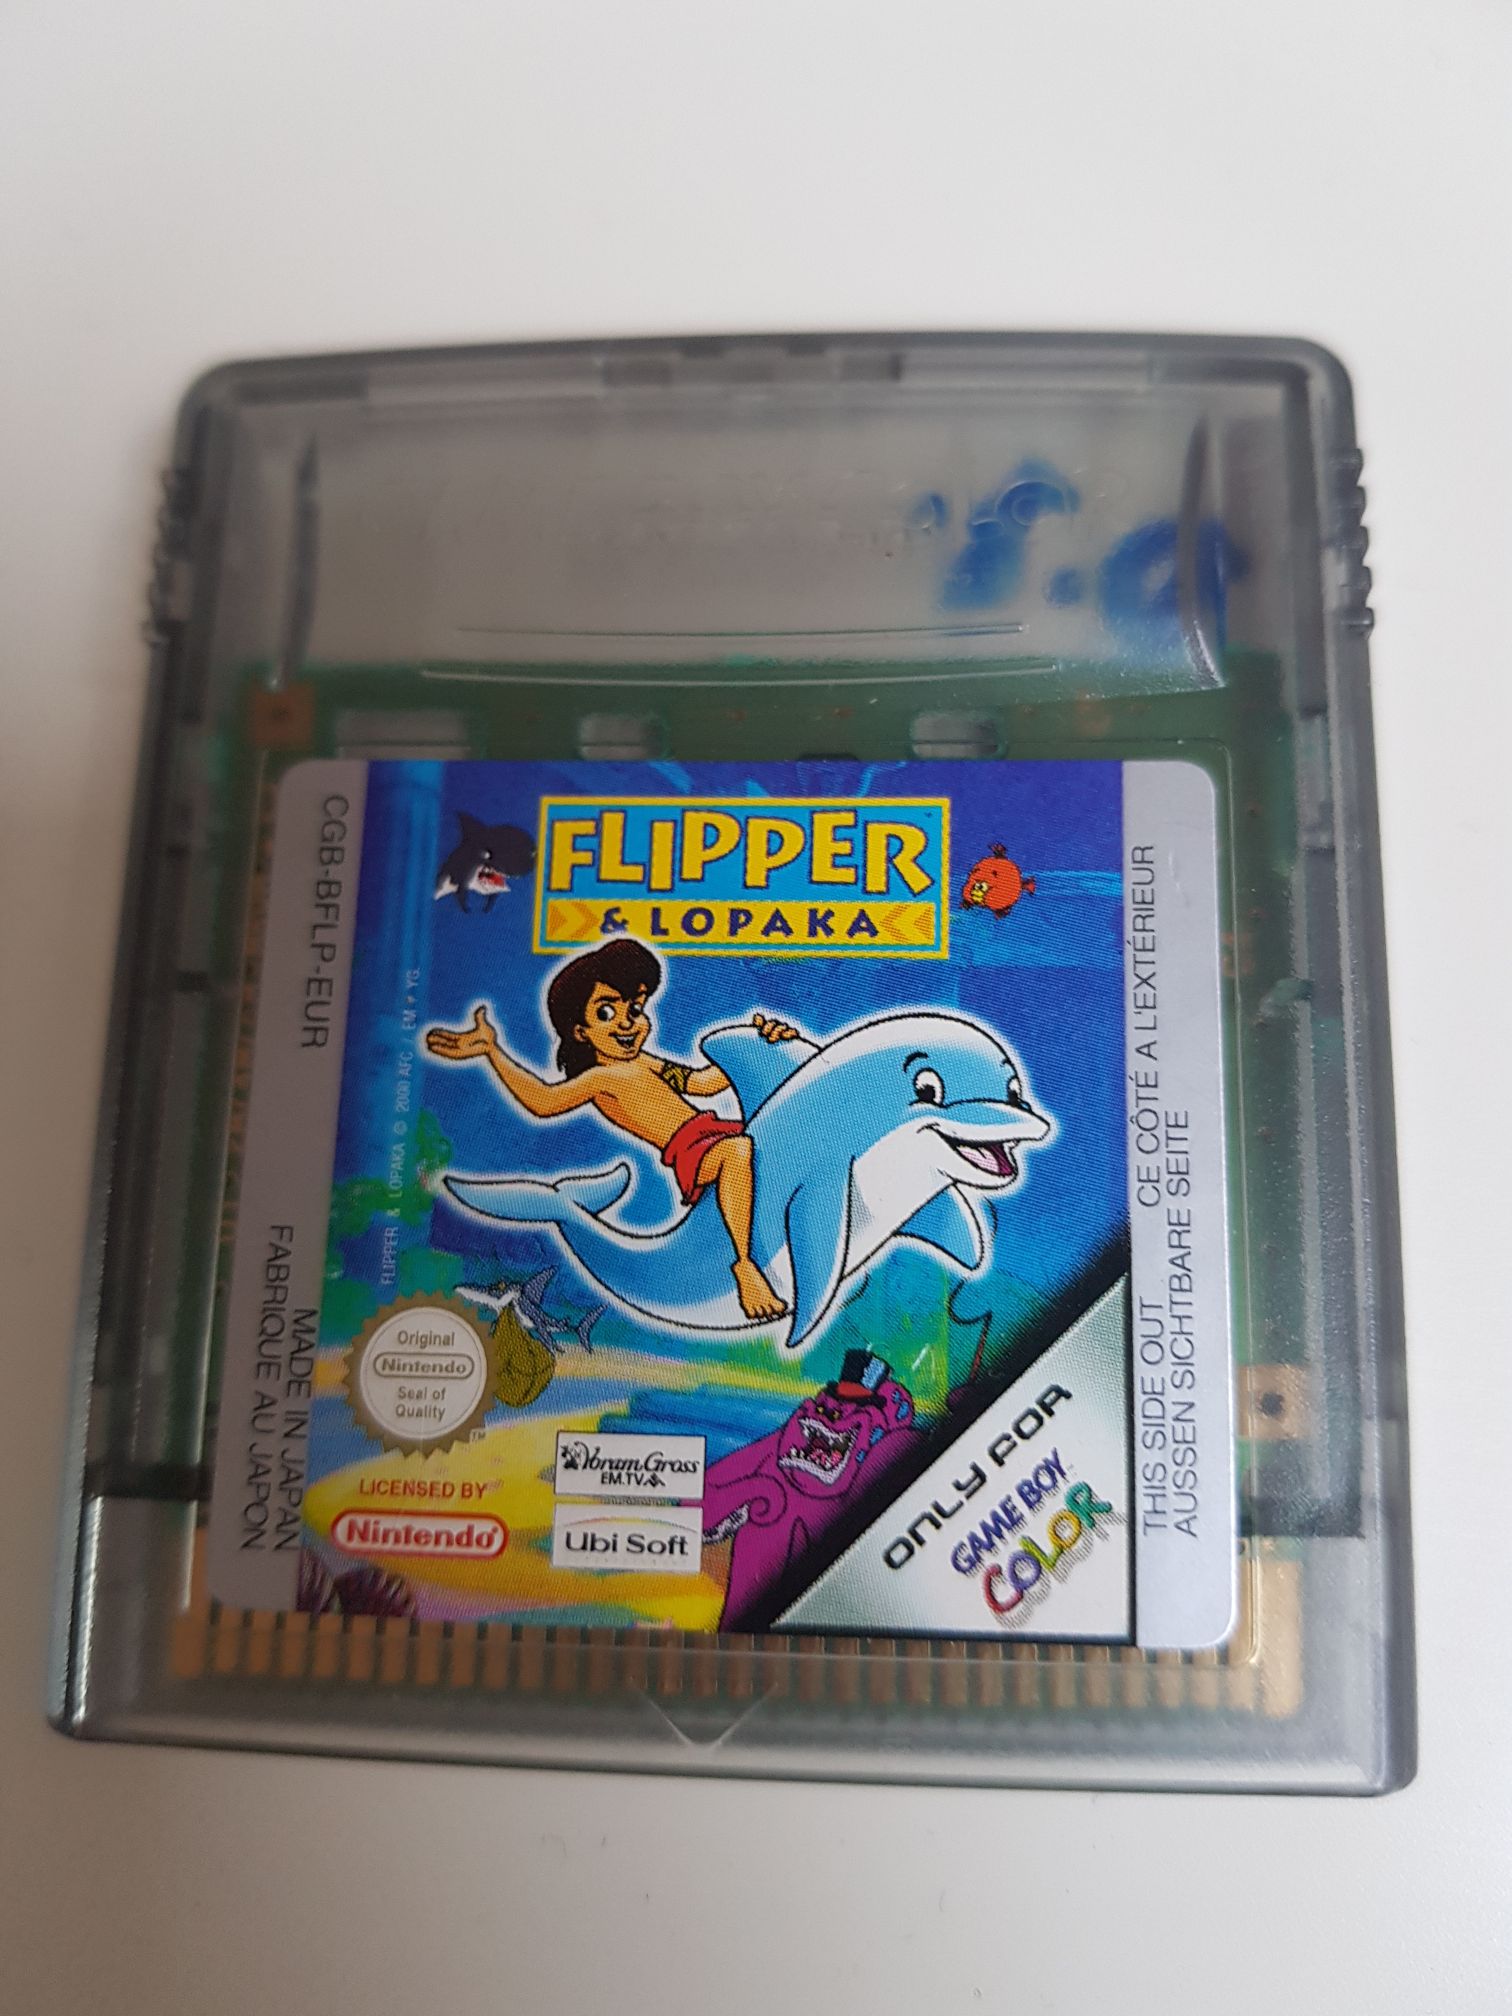 FLIPPER
& LOPAKA
CGB-BFLP-EUR
FLIPPER & LOPAKA © 2000 AFC / EM / YG.
MADE IN JAPAN
FABRIQUE AU JAPON
Original
Nintendo
Seal of
Quality
TM
LICENSED BY
Nintendo
Yoram Gross
EM.TV
Ubi Soft
ONLY FOR
GAME BOY
COLOR
TM
THIS SIDE OUT CE CÔTÉ A L'EXTÉRIEUR
AUSSEN SICHTBARE SEITE